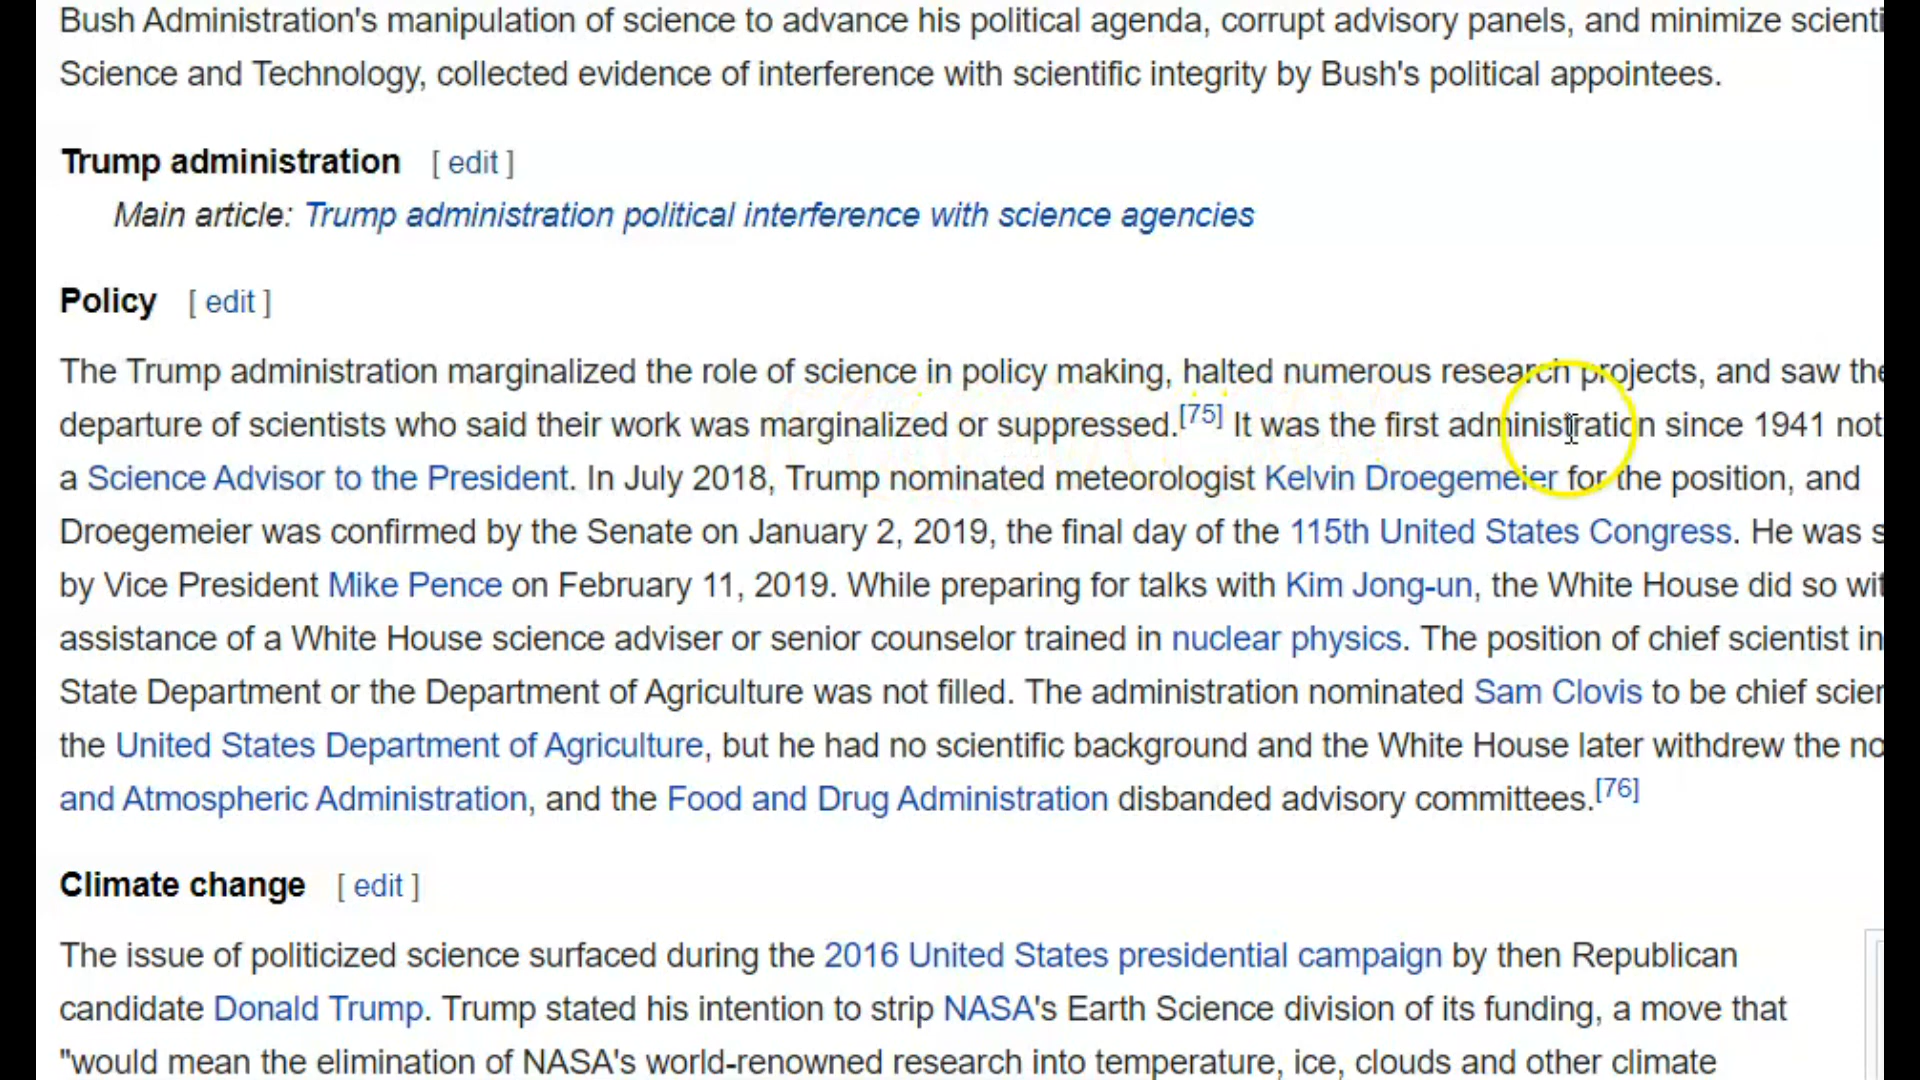 Bush Administration's manipulation of science to advance his political agenda, corrupt advisory panels, and minimize
Science and Technology, collected evidence of interference with scientific integrity by Bush's political appointees.
Trump administration [ edit ]
Main article: Trump administration political interference with science agencies
Policy [ edit ]
The Trump administration marginalized the role of science in policy making, halted numerous research projects, and saw
departure of scientists who said their work was marginalized or suppressed.[75] It was the first administration since 1941 not
a Science Advisor to the President. In July 2018, Trump nominated meteorologist Kelvin Droegemeier for the position, and
Droegemeier was confirmed by the Senate on January 2, 2019, the final day of the 115th United States Congress. He was
by Vice President Mike Pence on February 11, 2019. While preparing for talks with Kim Jong-un, the White House did so
assistance of a White House science adviser or senior counselor trained in nuclear physics. The position of chief scientist in
State Department or the Department of Agriculture was not filled. The administration nominated Sam Clovis to be chief
the United States Department of Agriculture, but he had no scientific background and the White House later withdrew the
and Atmospheric Administration, and the Food and Drug Administration disbanded advisory committees.[76]
Climate change [ edit ]
The issue of politicized science surfaced during the 2016 United States presidential campaign by then Republican
candidate Donald Trump. Trump stated his intention to strip NASA's Earth Science division of its funding, a move that
"would mean the elimination of NASA's world-renowned research into temperature, ice, clouds and other climate